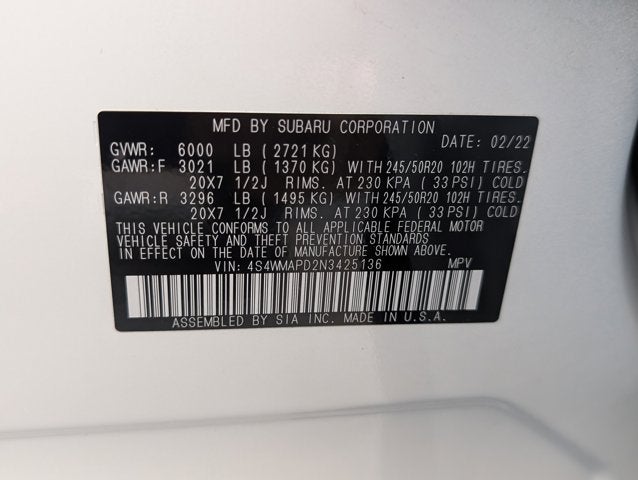 MFD BY SUBARU CORPORATION
DATE: 02/22
GVWR: 6000 LB ( 2721 KG)
GAWR:F 3021 LB ( 1370 KG) WITH 245/50R20 102H TIRES.
20X7 1/2J RIMS. AT 230 KPA ( 33 PSI) COLD
GAWR:R 3296 LB ( 1495 KG) WITH 245/50R20 102H TIRES.
20X7 1/2J RIMS. AT 230 KPA ( 33 PSI) COLD
THIS VEHICLE CONFORMS TO ALL APPLICABLE FEDERAL MOTOR
VEHICLE SAFETY AND THEFT PREVENTION STANDARDS
IN EFFECT ON THE DATE OF MANUFACTURE SHOWN ABOVE.
VIN: 4S4WMAPD2N3425136 MPV
ASSEMBLED BY SIA INC. MADE IN U.S.A.